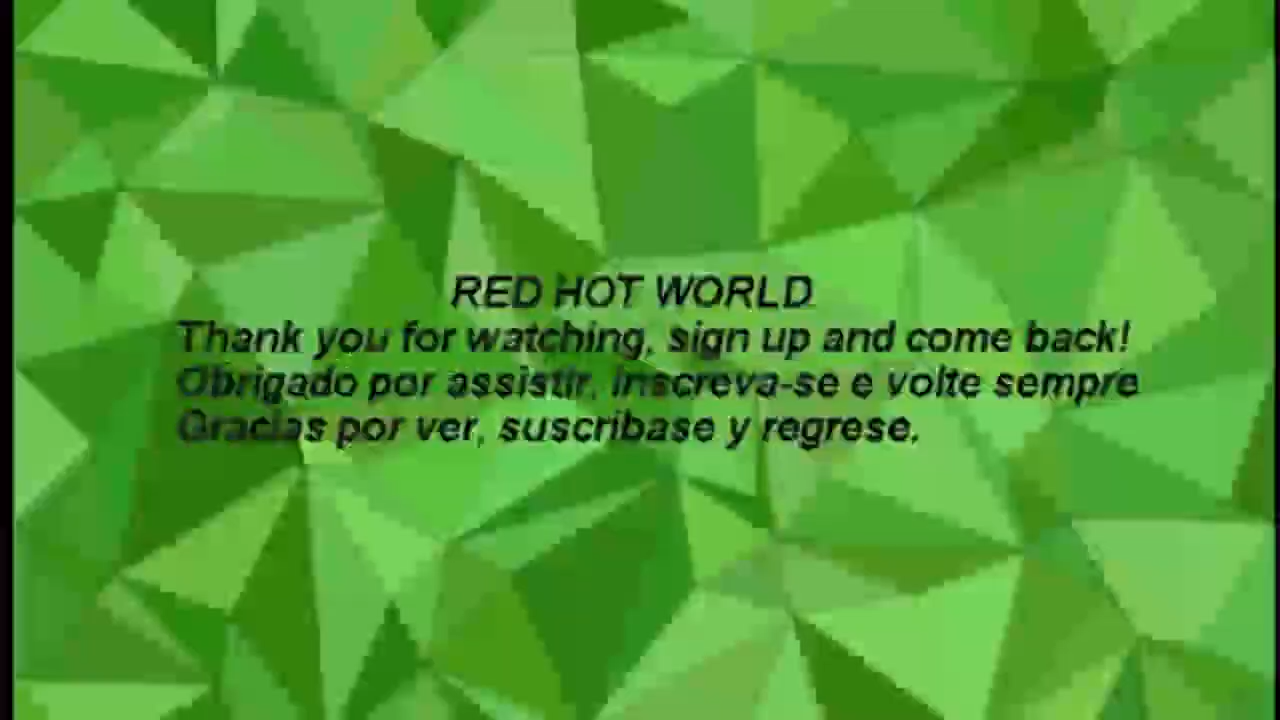 RED HOT WORLD
Thank you for watching, sign up and come back!
Obrigado por assistir, inscreva-se e volte sempre
Gracias por ver, suscribase y regrese.